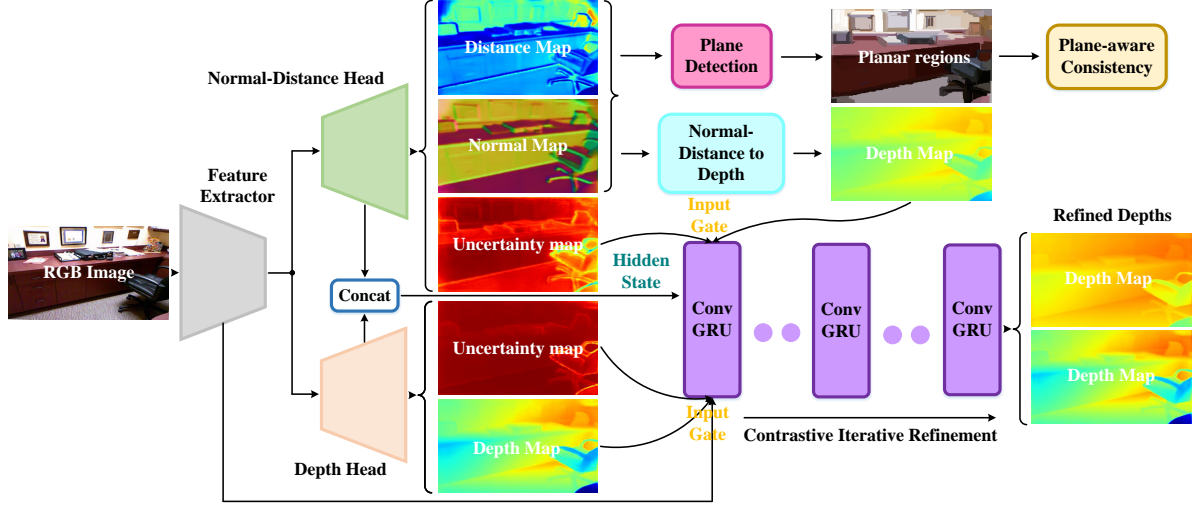 Normal-Distance Head
Distance Map
Plane
Detection
Planar regions
Plane-aware
Consistency
Normal Map
Normal-
Distance to
Depth
Depth Map
Feature
Extractor
RGB Image
Uncertainty map
Input
Gate
Hidden
State
Concat
Conv
GRU
Conv
GRU
Conv
GRU
Refined Depths
Depth Map
Depth Map
Uncertainty map
Depth Map
Depth Head
Input
Gate
Contrastive Iterative Refinement